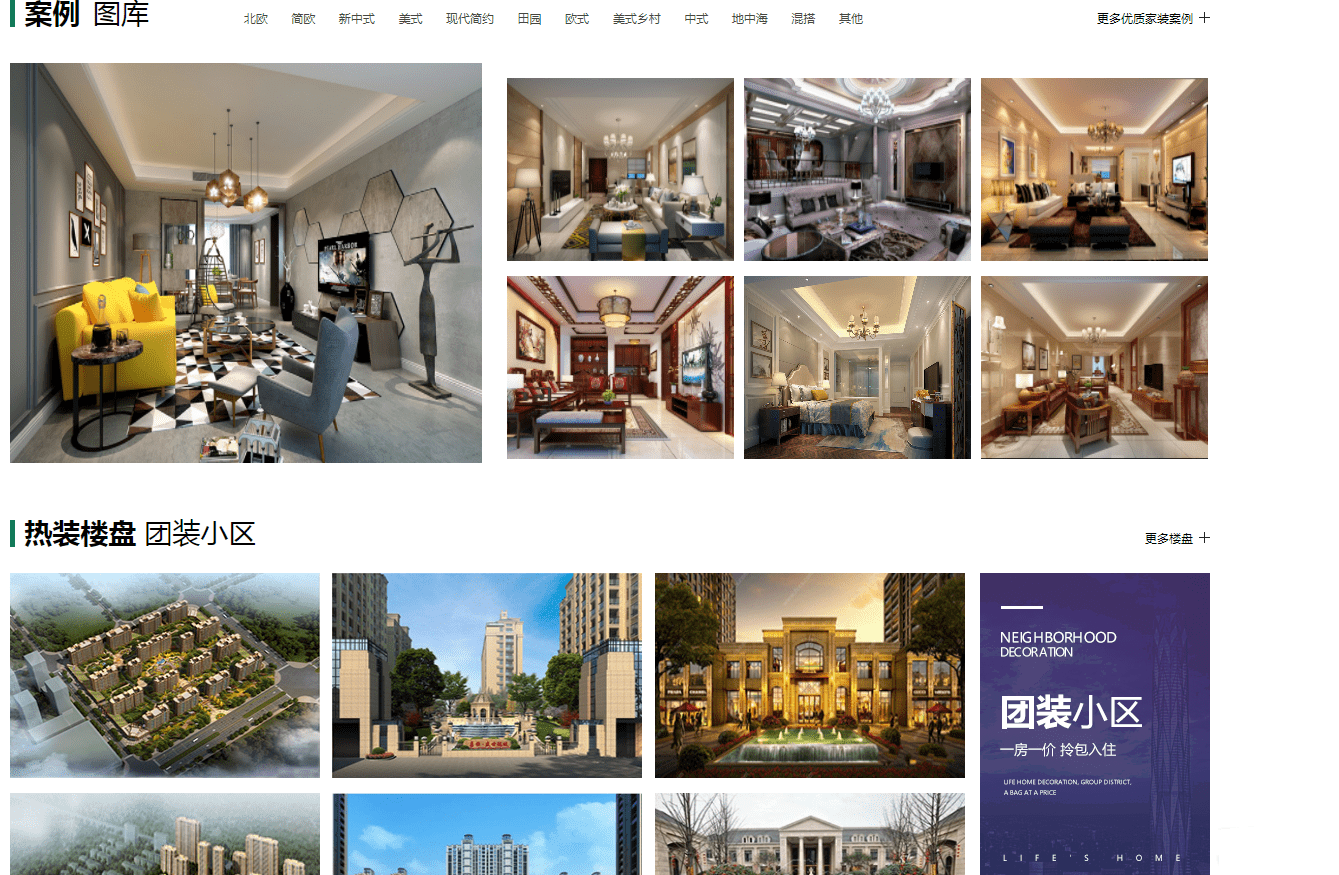 案例 图库
北欧 简欧 新中式 美式 现代简约 田园 欧式 美式乡村 中式 地中海 混搭 其他
更多优质家装案例 +
热装楼盘 团装小区
更多楼盘 +
NEIGHBORHOOD
DECORATION
团装小区
一房一价 拎包入住
LIFE HOME DECORATION, GROUP DISTRICT,
A BAG AT A PRICE
LIFE'S HOME